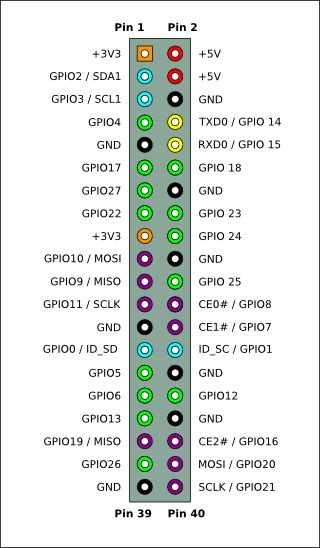 Pin 1 Pin 2
+3V3 +5V
GPIO2 / SDA1 +5V
GPIO3 / SCL1 GND
GPIO4 TXD0 / GPIO 14
GND RXD0 / GPIO 15
GPIO17 GPIO 18
GPIO27 GND
GPIO22 GPIO 23
+3V3 GPIO 24
GPIO10 / MOSI GND
GPIO9 / MISO GPIO 25
GPIO11 / SCLK CE0# / GPIO8
GND CE1# / GPIO7
GPIO0 / ID_SD ID_SC / GPIO1
GPIO5 GND
GPIO6 GPIO12
GPIO13 GND
GPIO19 / MISO CE2# / GPIO16
GPIO26 MOSI / GPIO20
GND SCLK / GPIO21
Pin 39 Pin 40